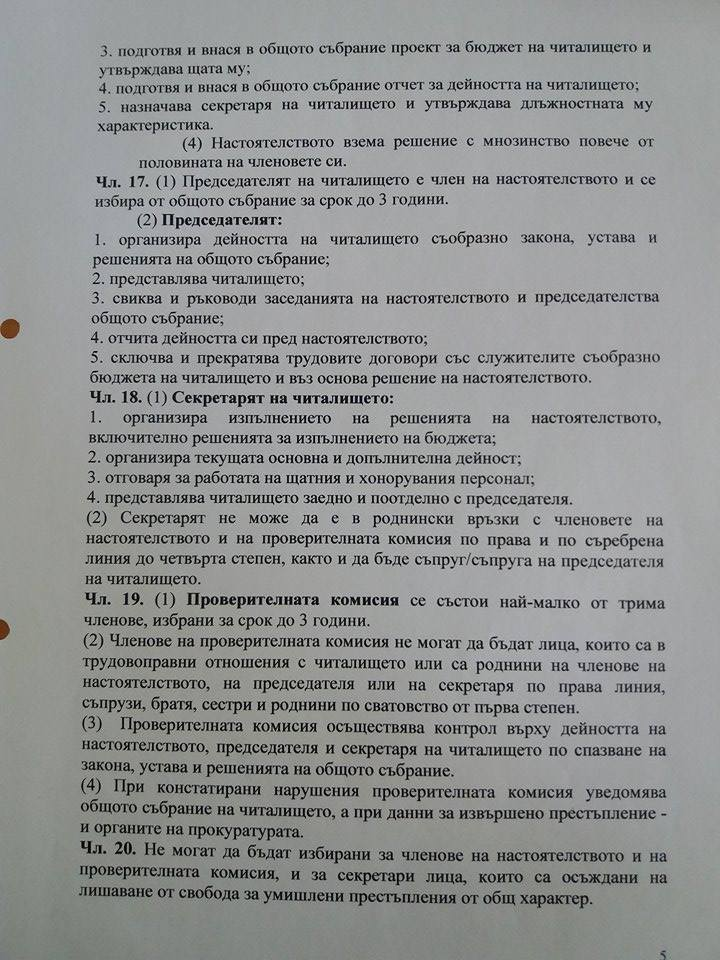 3. подготвя и внася в общото събрание проект за бюджет на читалището и
утвърждава щата му;
4. подготвя и внася в общото събрание отчет за дейността на читалището;
5. назначава секретаря на читалището и утвърждава длъжностната му
характеристика.
(4) Настоятелството взема решение с мнозинство повече от
половината на членовете си.
Чл. 17. (1) Председателят на читалището е член на настоятелството и се
избира от общото събрание за срок до 3 години.
(2) Председателят:
1. организира дейността на читалището съобразно закона, устава и
решенията на общото събрание;
2. представлява читалището;
3. свиква и ръководи заседанията на настоятелството и председателства
общото събрание;
4. отчита дейността си пред настоятелството;
5. сключва и прекратява трудовите договори със служителите съобразно
бюджета на читалището и въз основа решение на настоятелството.
Чл. 18. (1) Секретарят на читалището:
1. организира изпълнението на решенията на настоятелството,
включително решенията за изпълнението на бюджета;
2. организира текущата основна и допълнителна дейност;
3. отговаря за работата на щатния и хонорувания персонал;
4. представлява читалището заедно и поотделно с председателя.
(2) Секретарят не може да е в роднински връзки с членовете на
настоятелството и на проверителната комисия по права и по съребрена
линия до четвърта степен, както и да бъде съпруг/съпруга на председателя
на читалището.
Чл. 19. (1) Проверителната комисия се състои най-малко от трима
членове, избрани за срок до 3 години.
(2) Членове на проверителната комисия не могат да бъдат лица, които са в
трудовоправни отношения с читалището или са роднини на членове на
настоятелството, на председателя или на секретаря по права линия,
съпрузи, братя, сестри и роднини по сватовство от първа степен.
(3) Проверителната комисия осъществява контрол върху дейността на
настоятелството, председателя и секретаря на читалището по спазване на
закона, устава и решенията на общото събрание.
(4) При констатирани нарушения проверителната комисия уведомява
общото събрание на читалището, а при данни за извършено престъпление -
и органите на прокуратурата.
Чл. 20. Не могат да бъдат избирани за членове на настоятелството и на
проверителната комисия, и за секретари лица, които са осъждани на
лишаване от свобода за умишлени престъпления от общ характер.
5